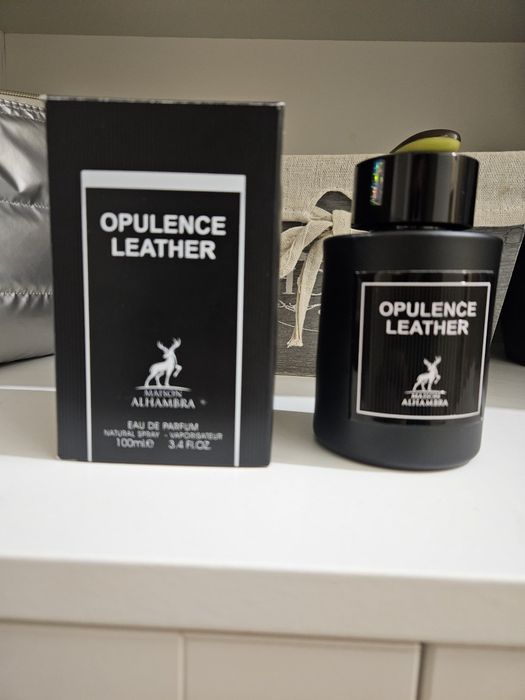 OPULENCE
LEATHER
MAISON
ALHAMBRA
EAU DE PARFUM
NATURAL SPRAY - VAPORISATEUR
100ml℮ 3.4 Fl.OZ.
OPULENCE
LEATHER
MAISON
ALHAMBRA